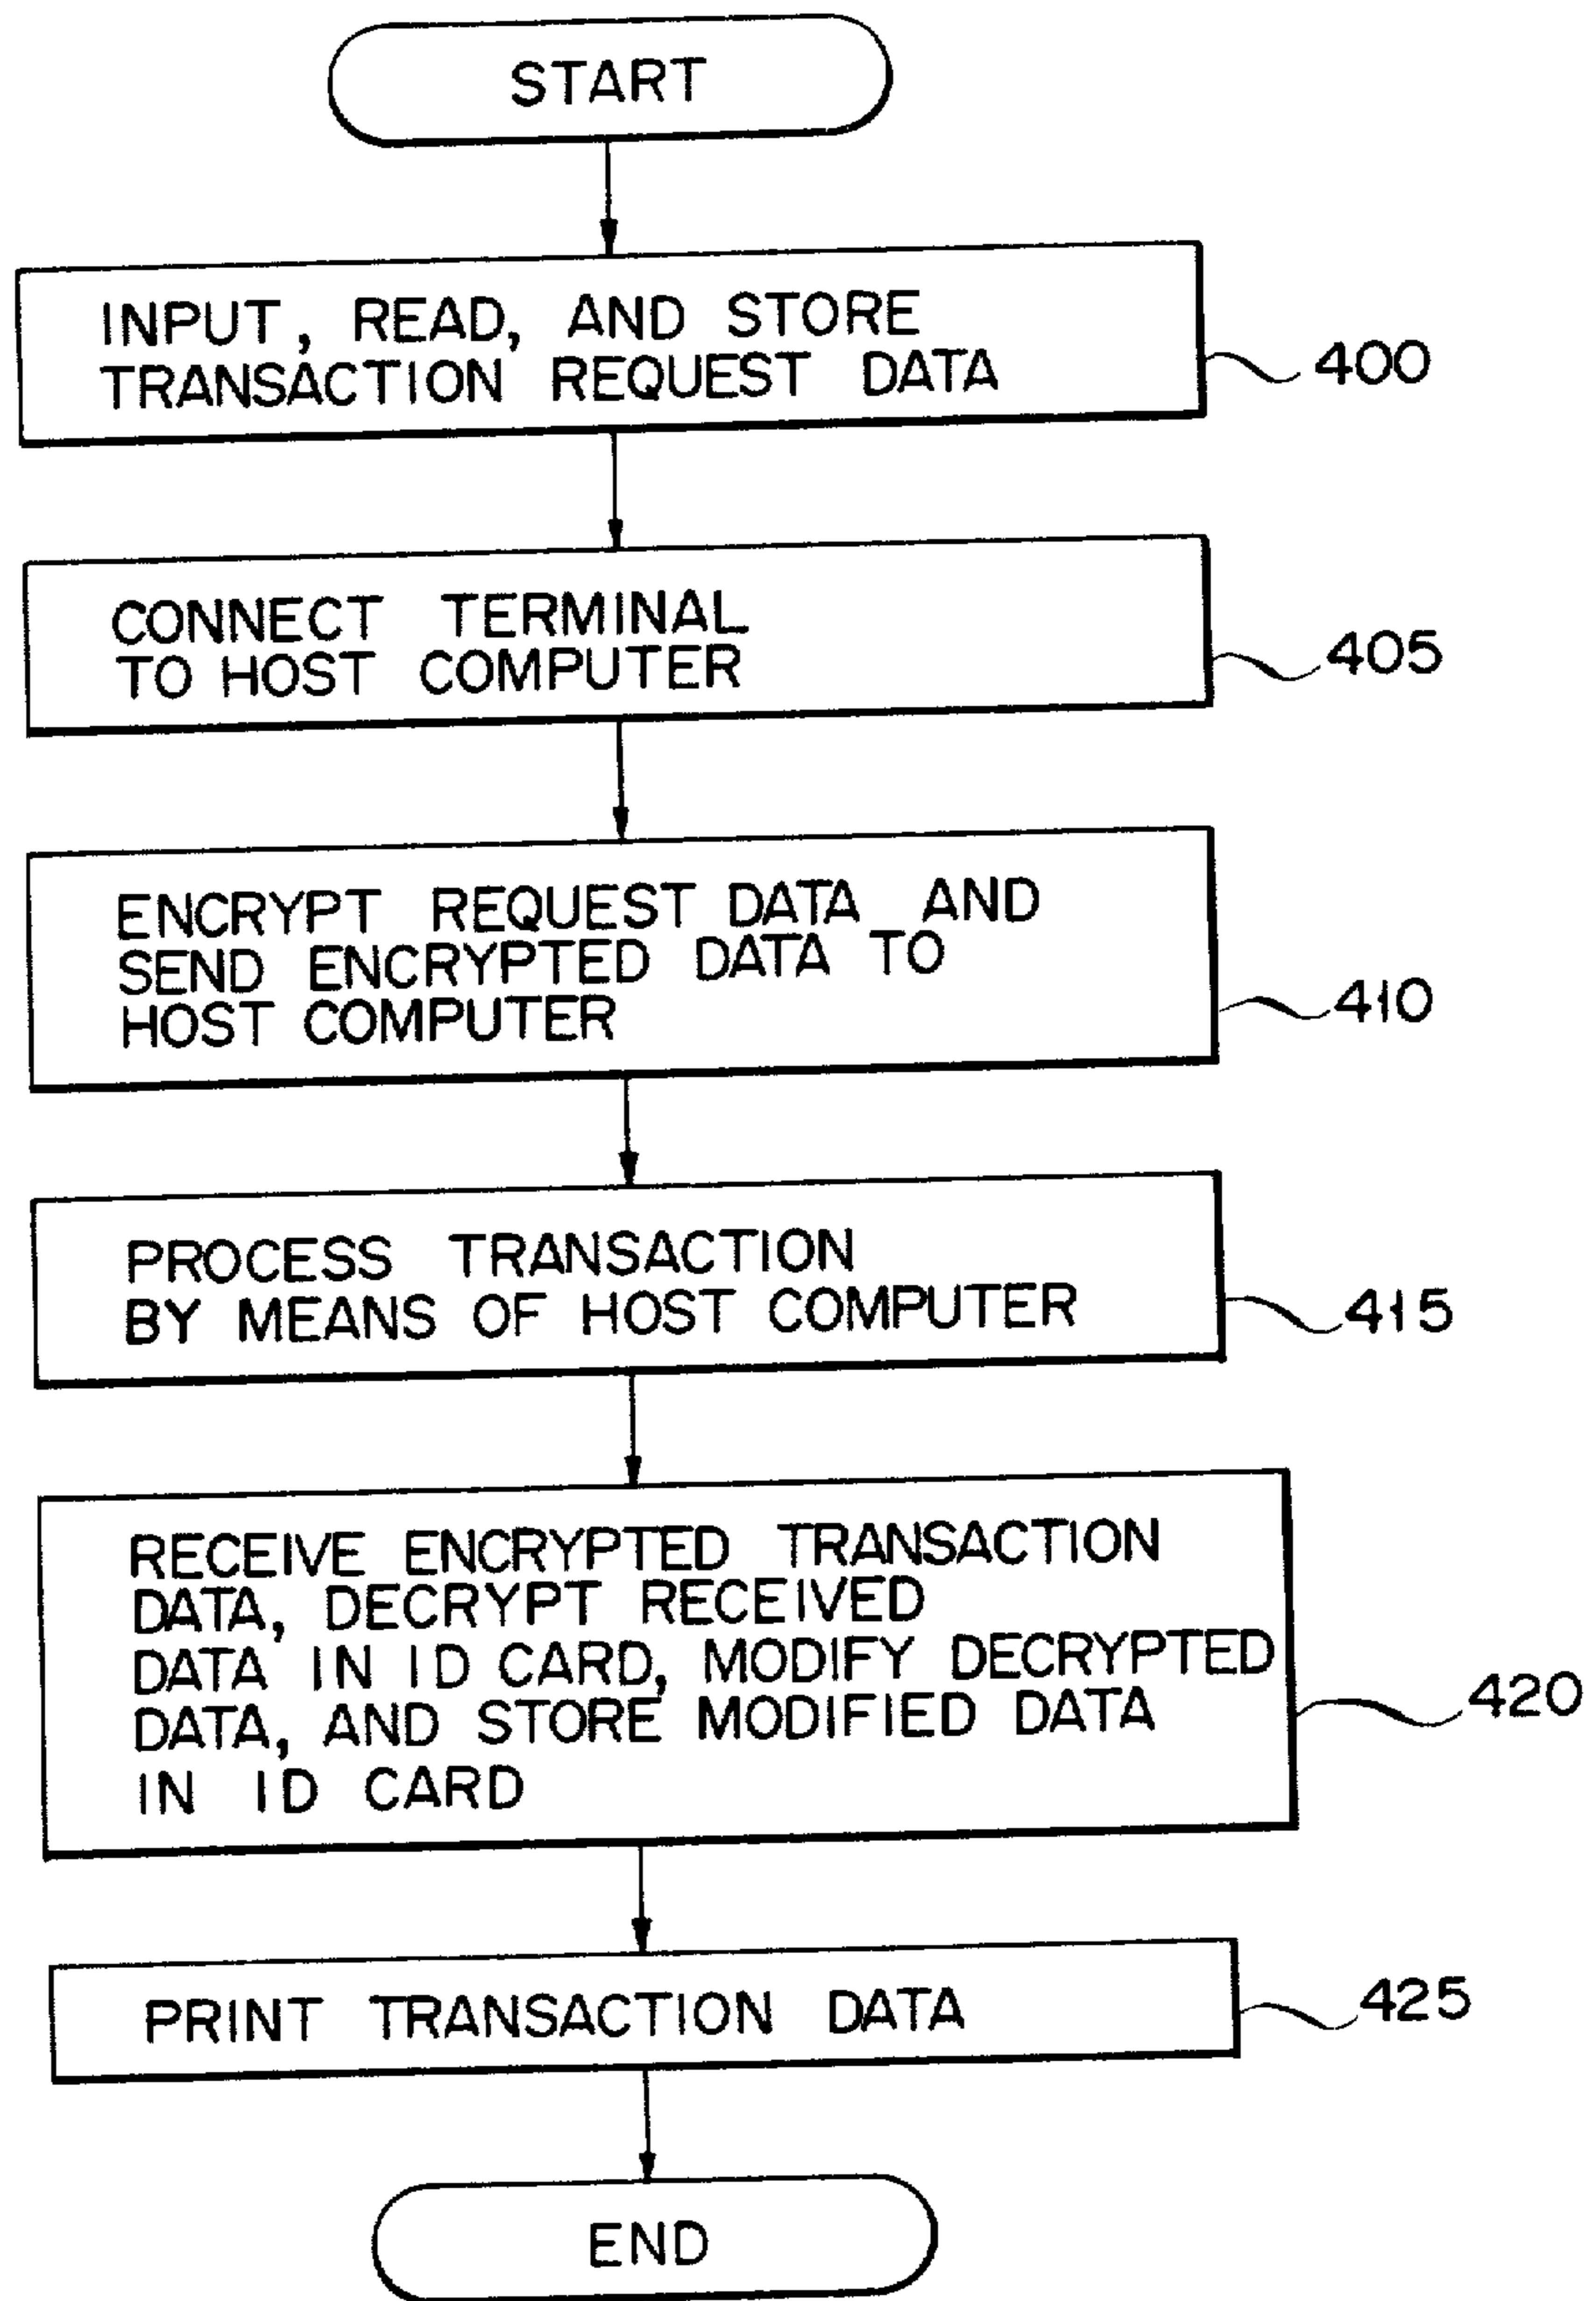 START
INPUT, READ, AND STORE
TRANSACTION REQUEST DATA
400
CONNECT TERMINAL
TO HOST COMPUTER
405
ENCRYPT REQUEST DATA AND
SEND ENCRYPTED DATA TO
HOST COMPUTER
410
PROCESS TRANSACTION
BY MEANS OF HOST COMPUTER
415
RECEIVE ENCRYPTED TRANSACTION
DATA, DECRYPT RECEIVED
DATA IN ID CARD, MODIFY DECRYPTED
DATA, AND STORE MODIFIED DATA
IN ID CARD
420
PRINT TRANSACTION DATA
425
END